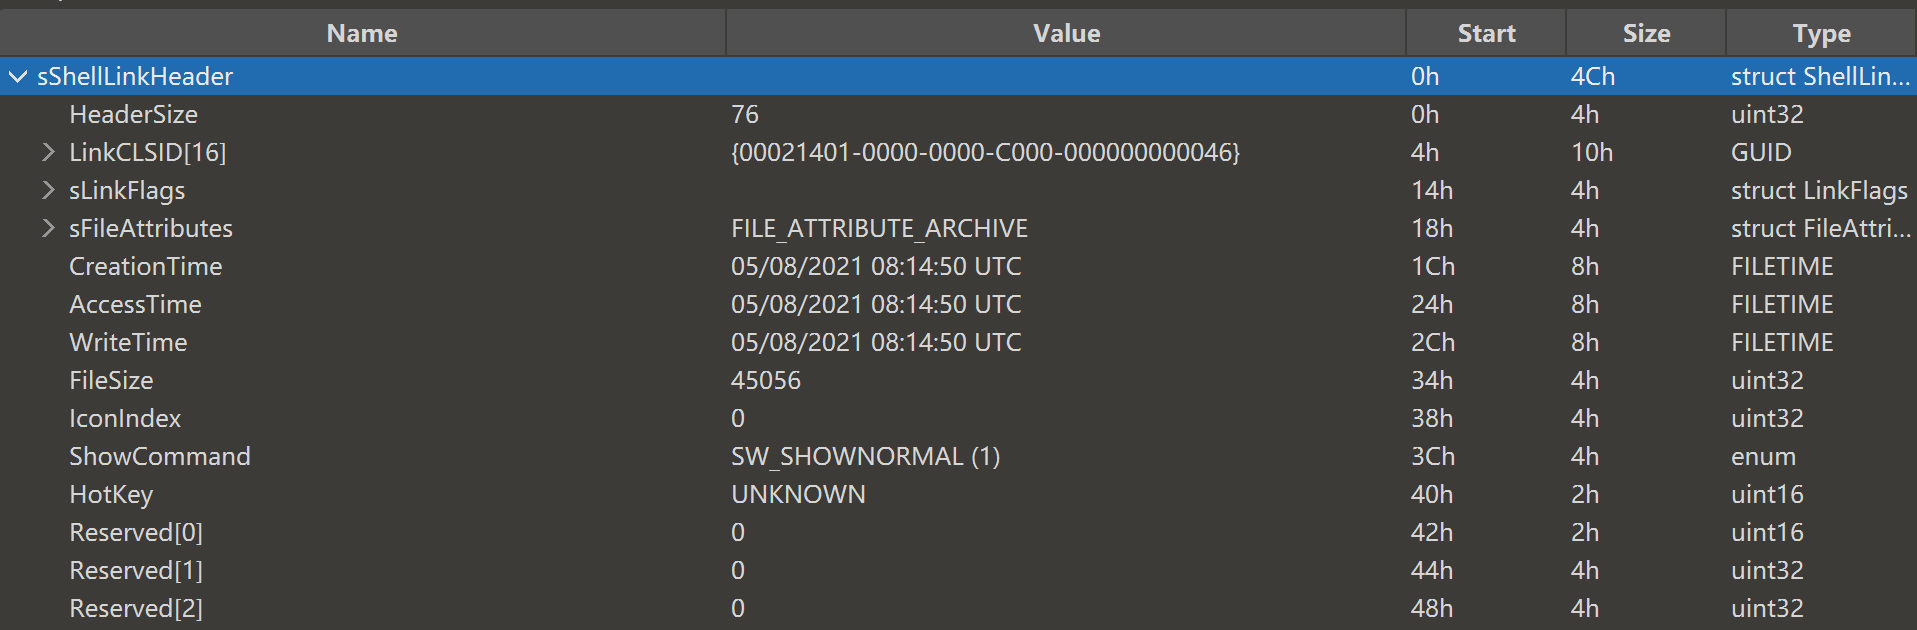 Name Value Start Size Type
sShellLinkHeader 0h 4Ch struct ShellLin...
HeaderSize 76 0h 4h uint32
LinkCLSID[16] {00021401-0000-0000-C000-000000000046} 4h 10h GUID
sLinkFlags 14h 4h struct LinkFlags
sFileAttributes FILE_ATTRIBUTE_ARCHIVE 18h 4h struct FileAttri...
CreationTime 05/08/2021 08:14:50 UTC 1Ch 8h FILETIME
AccessTime 05/08/2021 08:14:50 UTC 24h 8h FILETIME
WriteTime 05/08/2021 08:14:50 UTC 2Ch 8h FILETIME
FileSize 45056 34h 4h uint32
IconIndex 0 38h 4h uint32
ShowCommand SW_SHOWNORMAL (1) 3Ch 4h enum
HotKey UNKNOWN 40h 2h uint16
Reserved[0] 0 42h 2h uint16
Reserved[1] 0 44h 4h uint32
Reserved[2] 0 48h 4h uint32